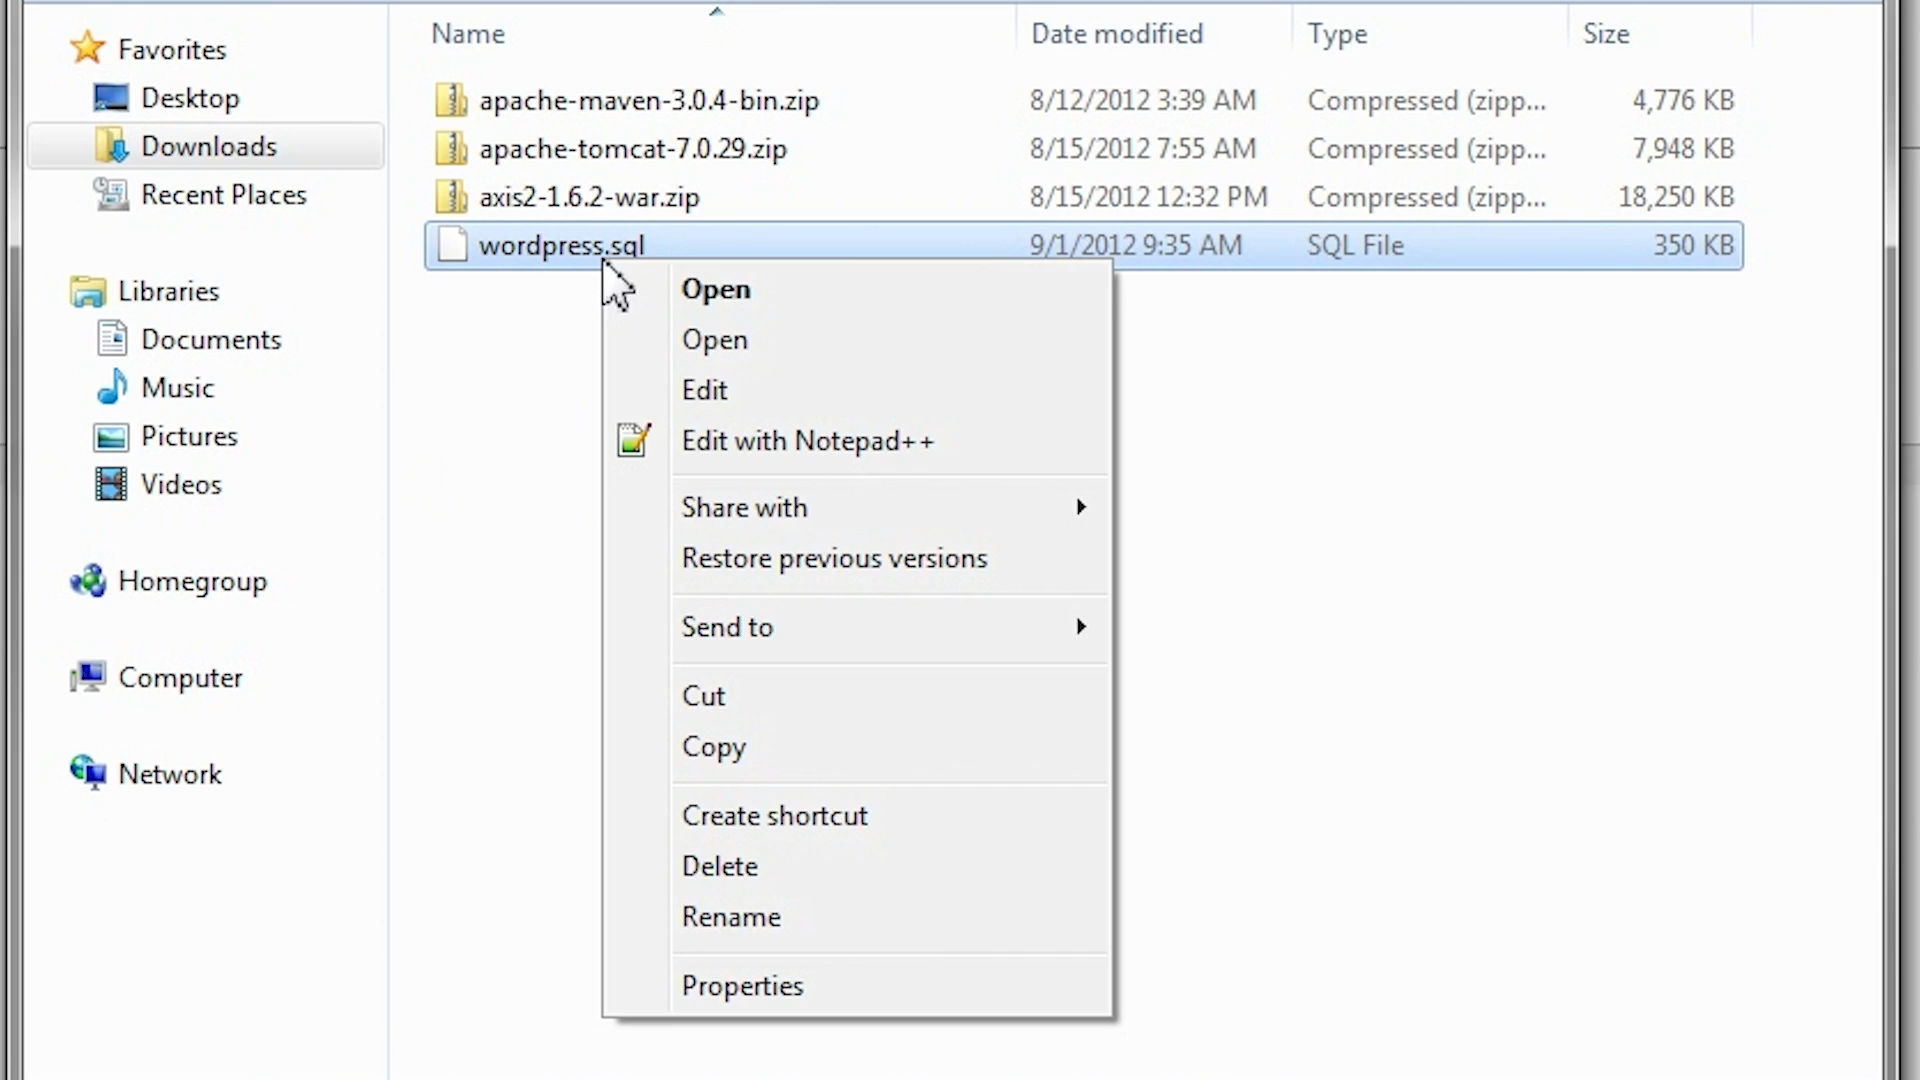 Favorites
Desktop
Downloads
Recent Places
Libraries
Documents
Music
Pictures
Videos
Homegroup
Computer
Network
Name Date modified Type Size
apache-maven-3.0.4-bin.zip 8/12/2012 3:39 AM Compressed (zipp... 4,776 KB
apache-tomcat-7.0.29.zip 8/15/2012 7:55 AM Compressed (zipp... 7,948 KB
axis2-1.6.2-war.zip 8/15/2012 12:32 PM Compressed (zipp... 18,250 KB
wordpress.sql 9/1/2012 9:35 AM SQL File 350 KB
Open
Open
Edit
Edit with Notepad++
Share with
Restore previous versions
Send to
Cut
Copy
Create shortcut
Delete
Rename
Properties